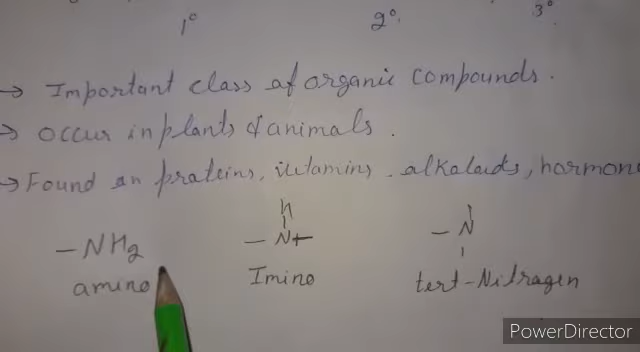 1° 2°. 3°.
→ Important class of organic compounds.
→ occur in plants & animals.
→ Found in proteins, vitamins, alkaloids, hormon
H
– NH2 – N – – N –
amino Imino tert-Nitrogen
PowerDirector